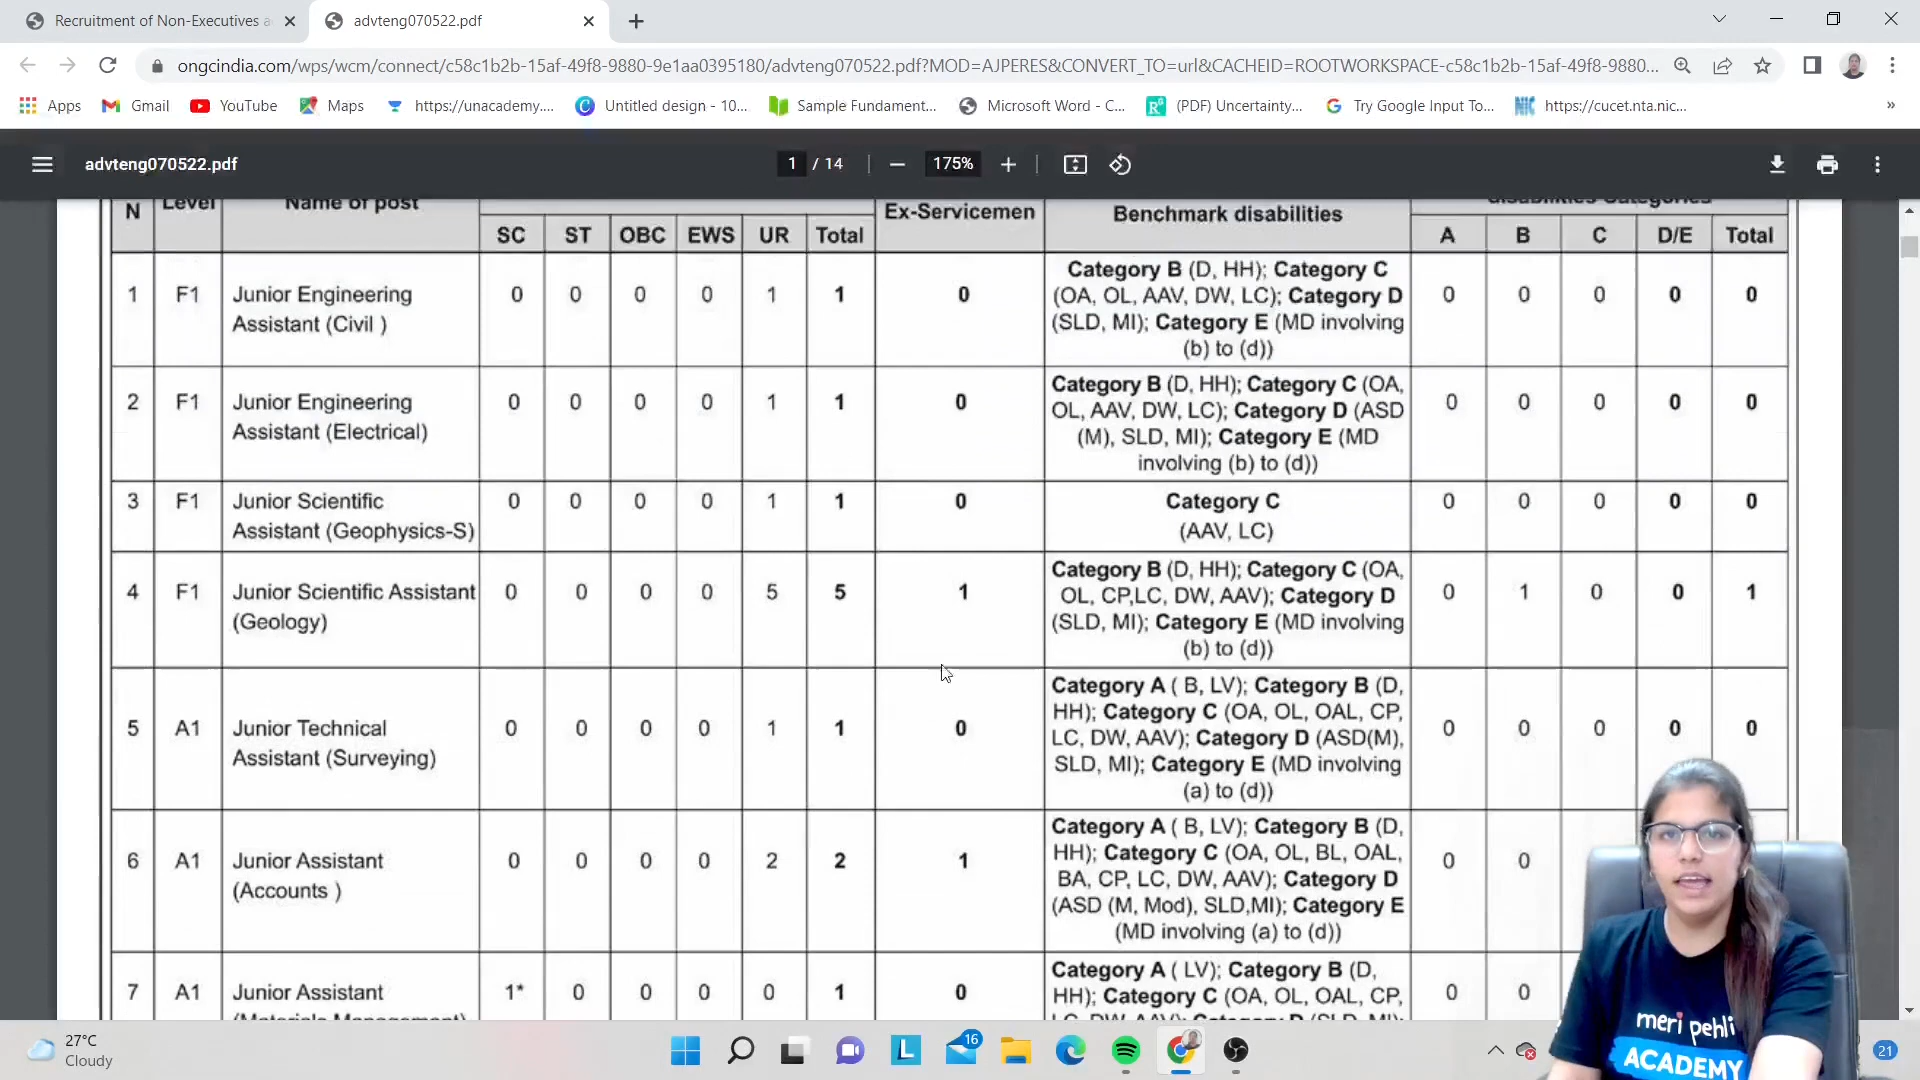 Recruitment of Non-Executives a
advteng070522.pdf
ongcindia.com/wps/wcm/connect/c58c1b2b-15af-49f8-9880-9e1aa0395180/advteng070522.pdf?MOD=AJPERES&CONVERT_TO=url&CACHEID=ROOTWORKSPACE-c58c1b2b-15af-49f8-9880...
Apps Gmail YouTube Maps https://unacademy.... Untitled design - 10... Sample Fundament... Microsoft Word - C... (PDF) Uncertainty... Try Google Input To... https://cucet.nta.nic... »
advteng070522.pdf 1 / 14 175%
N Level Name of post SC ST OBC EWS UR Total Ex-Servicemen Benchmark disabilities disabilities Categories A B C D/E Total
1 F1 Junior Engineering Assistant (Civil ) 0 0 0 0 1 1 0 Category B (D, HH); Category C
(OA, OL, AAV, DW, LC); Category D
(SLD, MI); Category E (MD involving
(b) to (d)) 0 0 0 0 0
2 F1 Junior Engineering Assistant (Electrical) 0 0 0 0 1 1 0 Category B (D, HH); Category C (OA,
OL, AAV, DW, LC); Category D (ASD
(M), SLD, MI); Category E (MD
involving (b) to (d)) 0 0 0 0 0
3 F1 Junior Scientific Assistant (Geophysics-S) 0 0 0 0 1 1 0 Category C
(AAV, LC) 0 0 0 0 0
4 F1 Junior Scientific Assistant (Geology) 0 0 0 0 5 5 1 Category B (D, HH); Category C (OA,
OL, CP,LC, DW, AAV); Category D
(SLD, MI); Category E (MD involving
(b) to (d)) 0 1 0 0 1
5 A1 Junior Technical Assistant (Surveying) 0 0 0 0 1 1 0 Category A ( B, LV); Category B (D,
HH); Category C (OA, OL, OAL, CP,
LC, DW, AAV); Category D (ASD(M),
SLD, MI); Category E (MD involving
(a) to (d)) 0 0 0 0 0
6 A1 Junior Assistant (Accounts ) 0 0 0 0 2 2 1 Category A ( B, LV); Category B (D,
HH); Category C (OA, OL, BL, OAL,
BA, CP, LC, DW, AAV); Category D
(ASD (M, Mod), SLD,MI); Category E
(MD involving (a) to (d)) 0 0
7 A1 Junior Assistant (Materials Management) 1* 0 0 0 0 1 0 Category A ( LV); Category B (D,
HH); Category C (OA, OL, OAL, CP,
LC, DW, AAV); Category D (SLD, MI); 0 0
meri pehli
ACADEMY
27°C
Cloudy
16
21